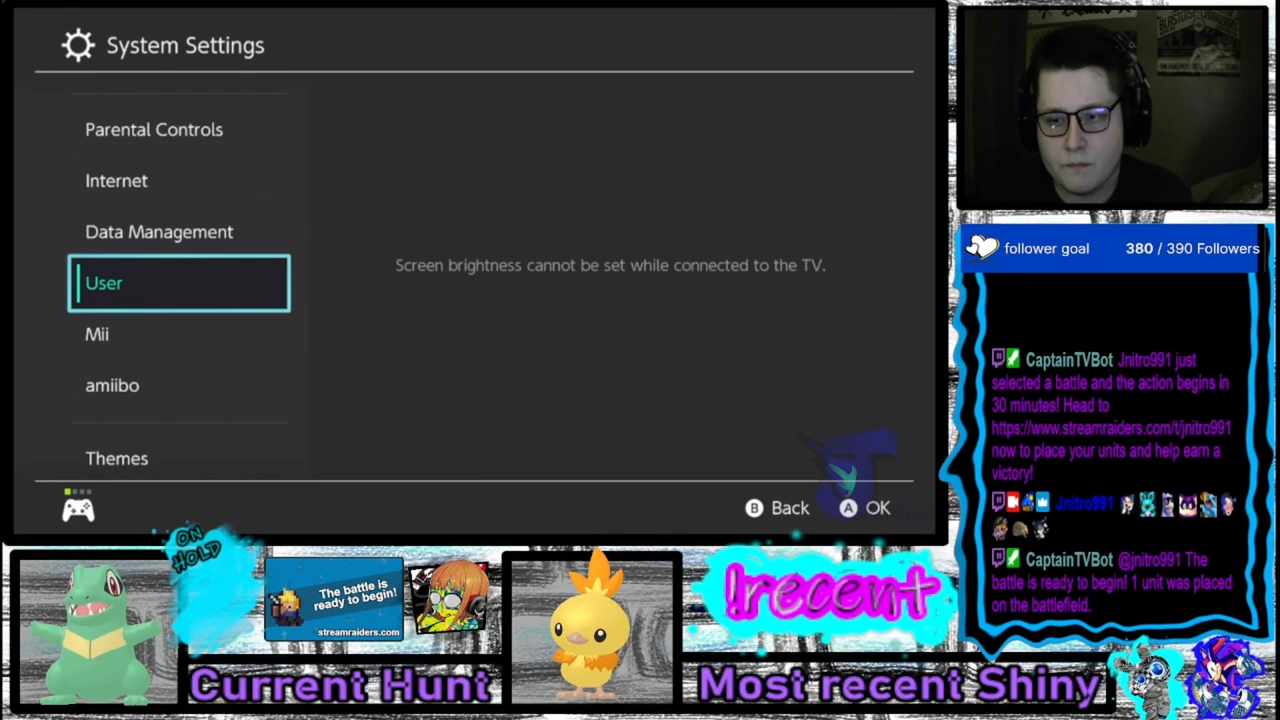 System Settings
Parental Controls
Internet
Data Management
User
Mii
amiibo
Themes
Screen brightness cannot be set while connected to the TV.
B Back A OK
BLASTOISE
follower goal 380 / 390 Followers
CaptainTVBot Jnitro991 just
selected a battle and the action begins in
30 minutes! Head to
https://www.streamraiders.com/t/jnitro991
now to place your units and help earn a
victory!
Jnitro991
CaptainTVBot @jnitro991 The
battle is ready to begin! 1 unit was placed
on the battlefield.
ON
HOLD
The battle is
ready to begin!
streamraiders.com
!recent
Current Hunt
Most recent Shiny